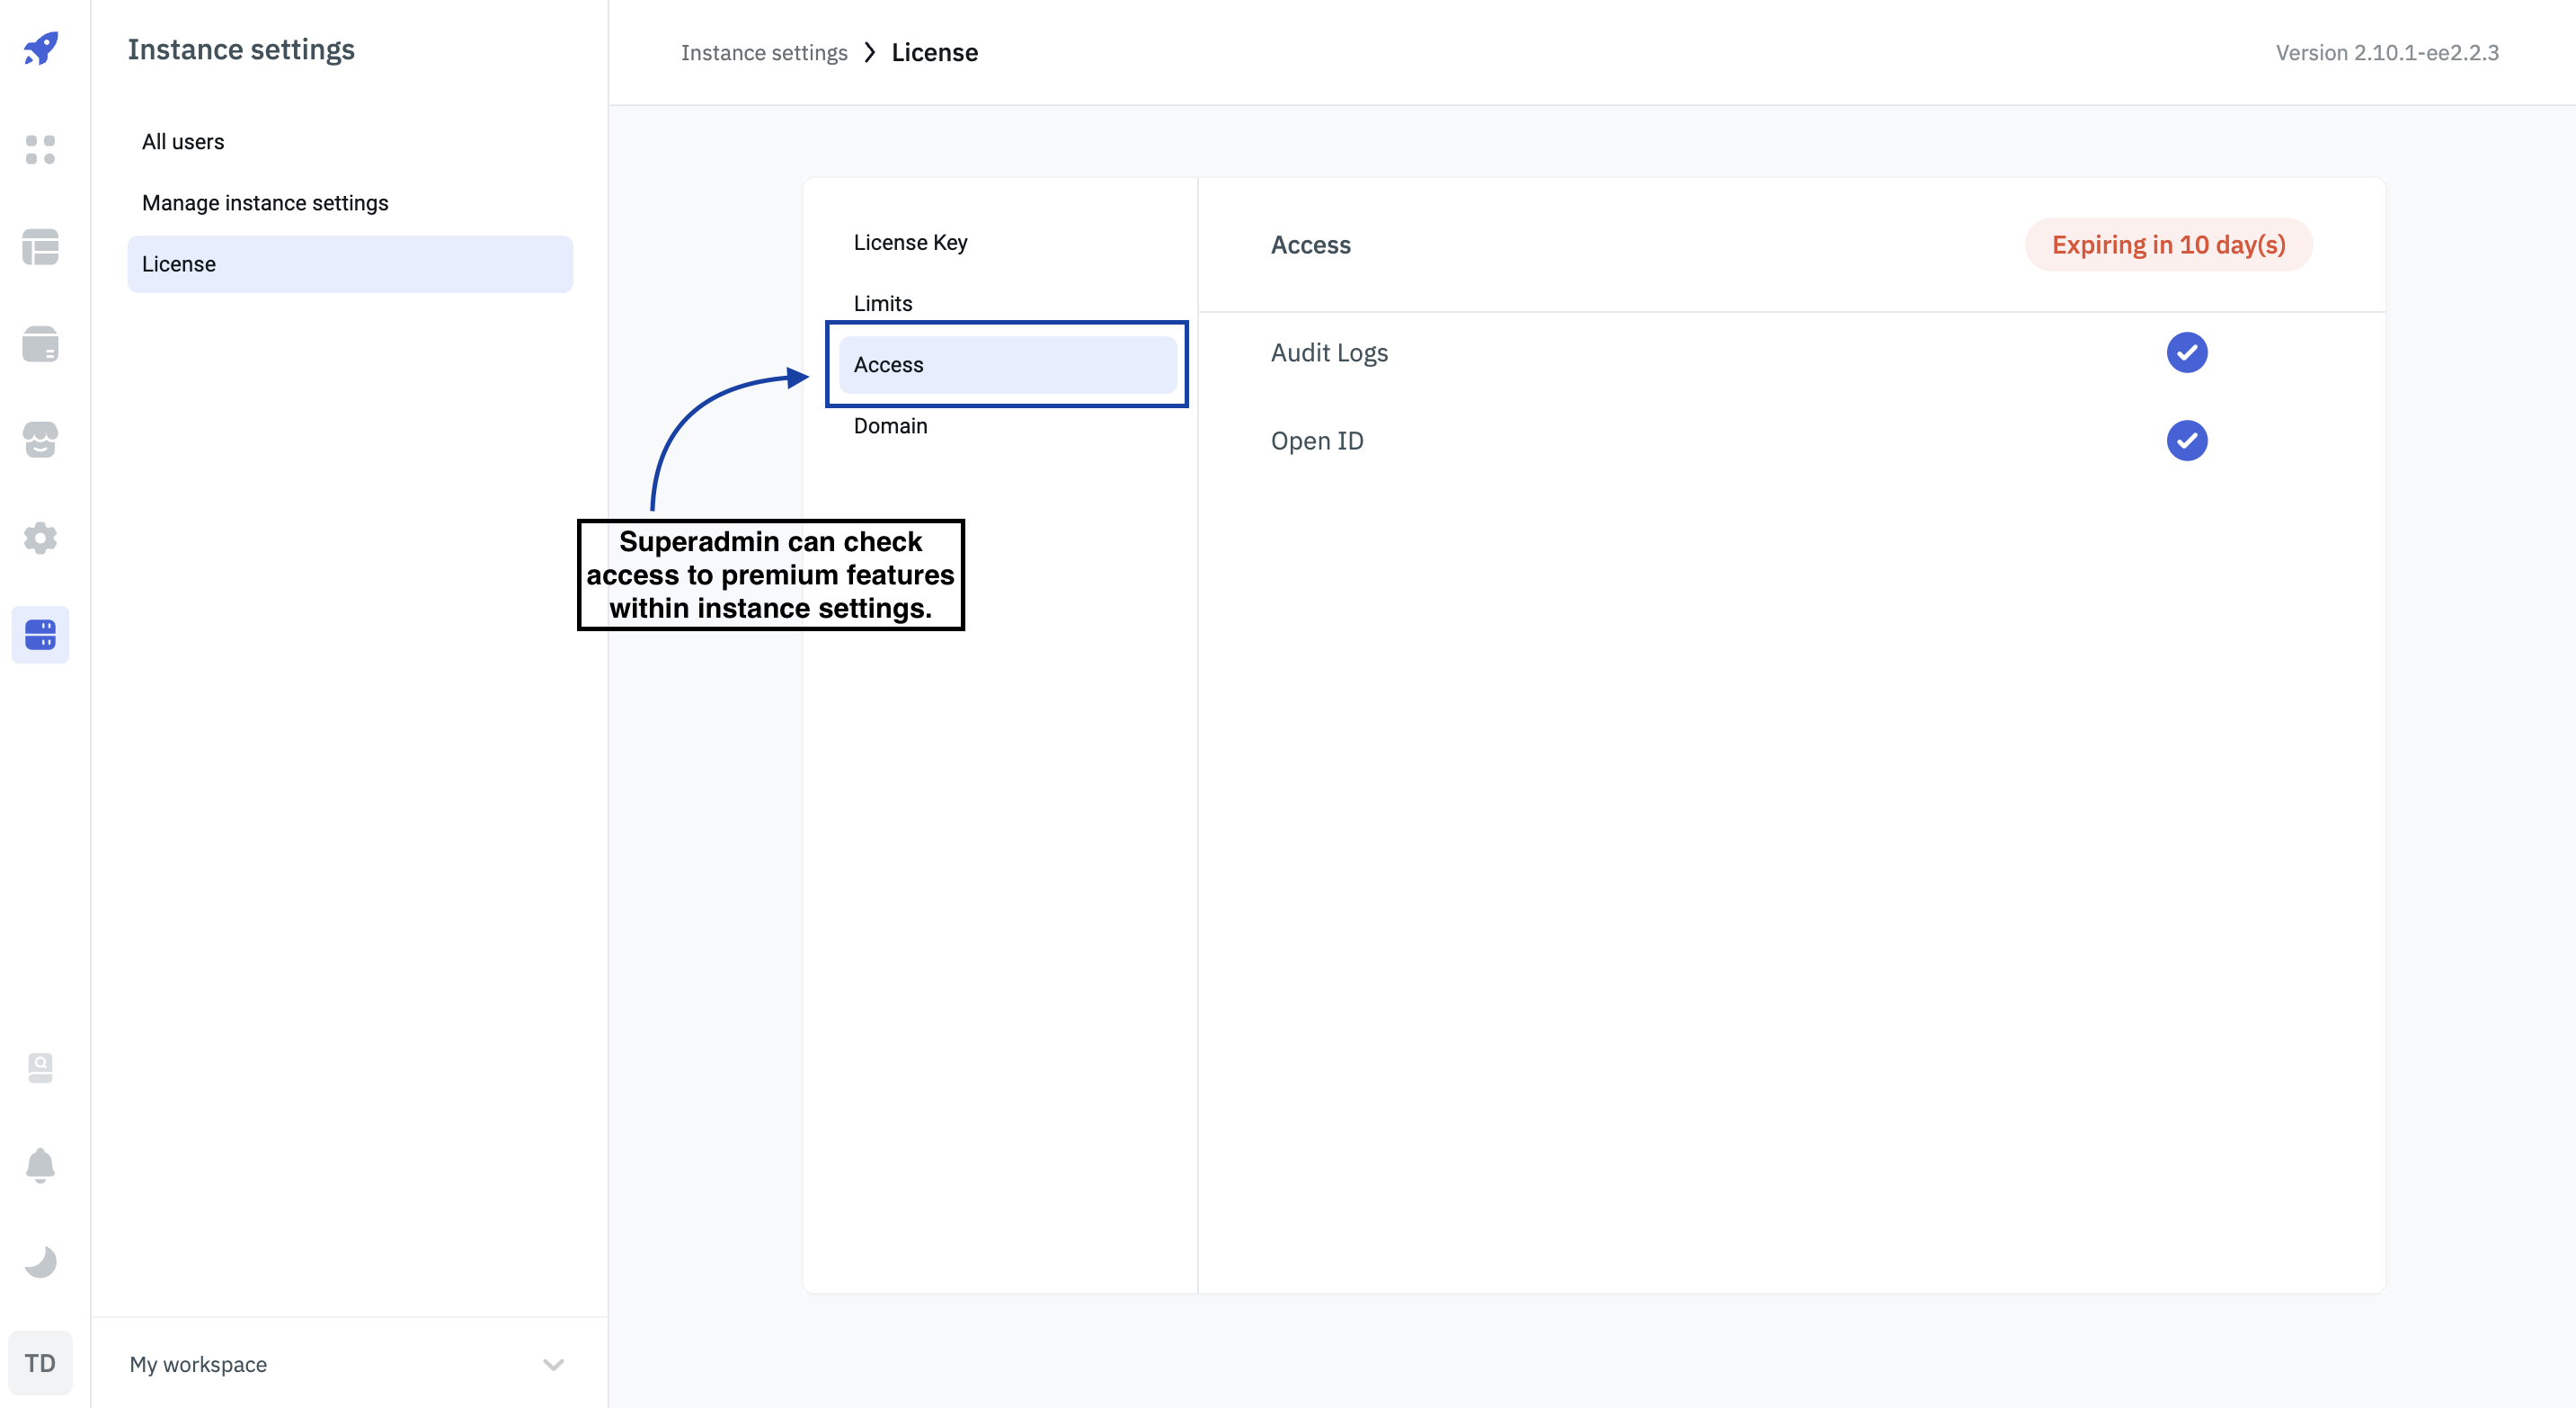 Instance settings
All users
Manage instance settings
License
My workspace
TD
Instance settings > License
Version 2.10.1-ee2.2.3
License Key
Limits
Access
Domain
Access
Expiring in 10 day(s)
Audit Logs
Open ID
Superadmin can check
access to premium features
within instance settings.